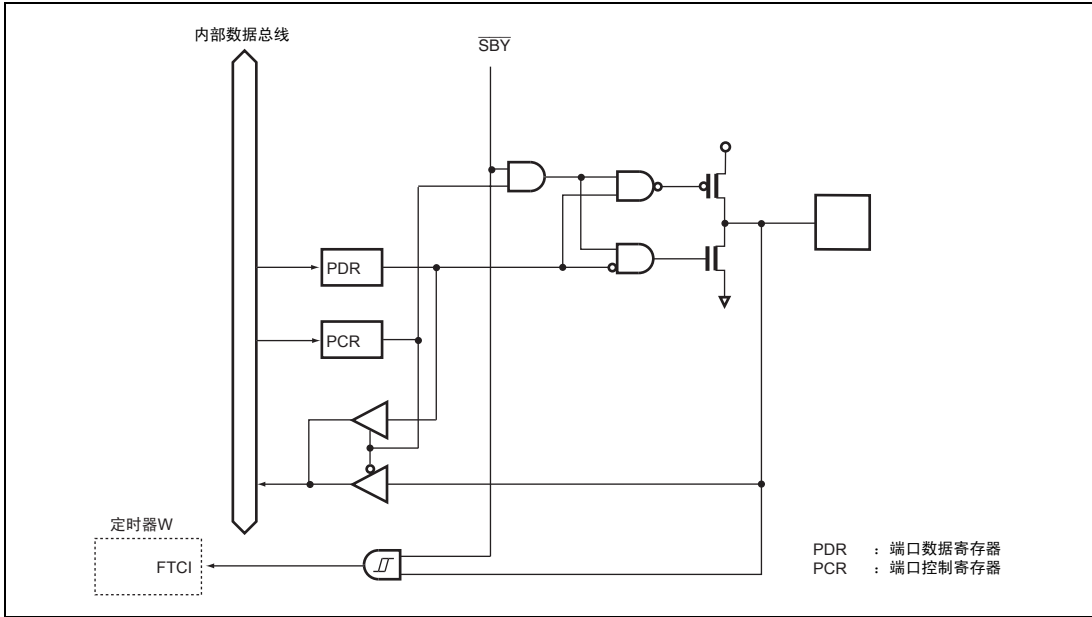 内部数据总线
SBY
PDR
PCR
定时器W
FTCI
PDR ：端口数据寄存器
PCR ：端口控制寄存器